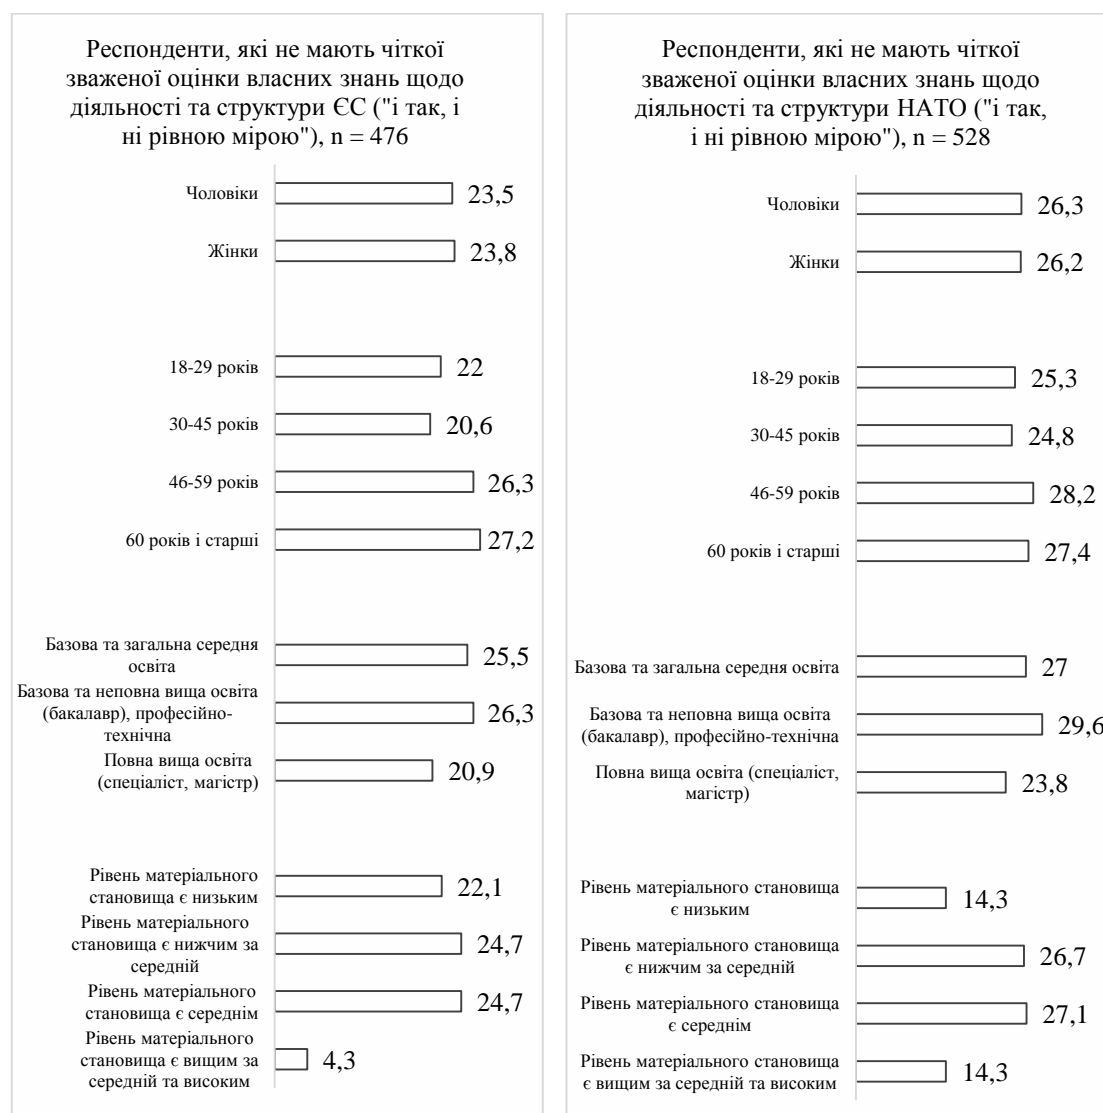 Респонденти, які не мають чіткої
зваженої оцінки власних знань щодо
діяльності та структури ЄС ("і так, і
ні рівною мірою"), n = 476
Чоловіки 23,5
Жінки 23,8
18-29 років 22
30-45 років 20,6
46-59 років 26,3
60 років і старші 27,2
Базова та загальна середня
освіта 25,5
Базова та неповна вища освіта
(бакалавр), професійно-
технічна 26,3
Повна вища освіта
(спеціаліст, магістр) 20,9
Рівень матеріального
становища є низьким 22,1
Рівень матеріального
становища є нижчим за
середній 24,7
Рівень матеріального
становища є середнім 24,7
Рівень матеріального
становища є вищим за
середній та високим 4,3
Респонденти, які не мають чіткої
зваженої оцінки власних знань щодо
діяльності та структури НАТО ("і так,
і ні рівною мірою"), n = 528
Чоловіки 26,3
Жінки 26,2
18-29 років 25,3
30-45 років 24,8
46-59 років 28,2
60 років і старші 27,4
Базова та загальна середня освіта 27
Базова та неповна вища освіта
(бакалавр), професійно-технічна 29,6
Повна вища освіта (спеціаліст,
магістр) 23,8
Рівень матеріального становища
є низьким 14,3
Рівень матеріального становища
є нижчим за середній 26,7
Рівень матеріального становища
є середнім 27,1
Рівень матеріального становища
є вищим за середній та високим 14,3